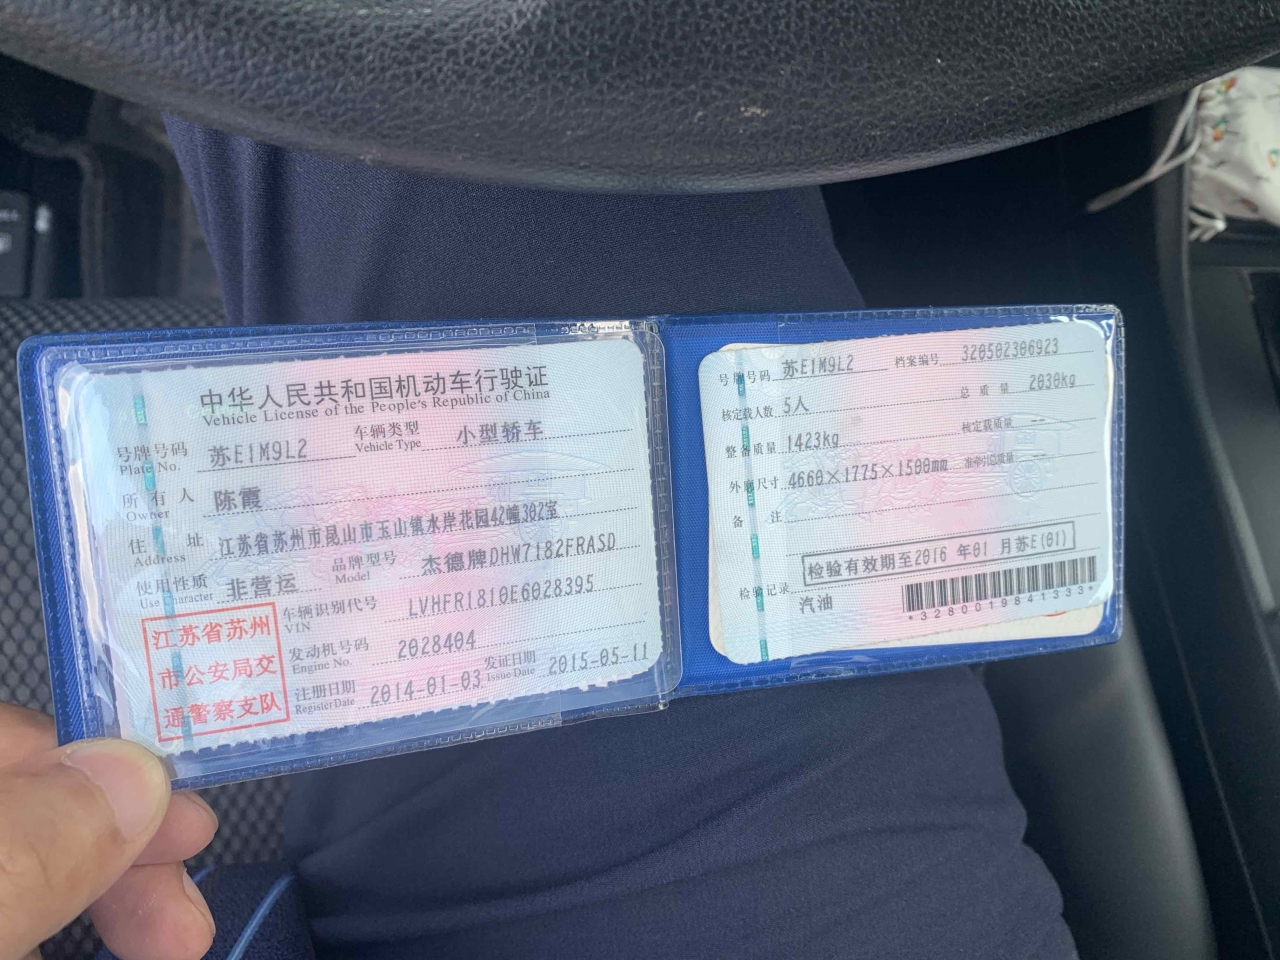 中华人民共和国机动车行驶证
Vehicle License of the People's Republic of China
号牌号码 苏E1M9L2 车辆类型 小型轿车
Plate No. Vehicle Type
所有人 陈霞
Owner
住址 江苏省苏州市昆山市玉山镇水岸花园42幢302室
Address
使用性质 非营运 品牌型号 杰德牌DHW7182FRASD
Use Character Model
车辆识别代号 LVHFR1810E6028395
VIN
发动机号码 2028404
Engine No.
注册日期 2014-01-03 发证日期 2015-05-11
Register Date Issue Date
江苏省苏州
市公安局交
通警察支队
号牌号码 苏E1M9L2 档案编号 320502306923
核定载人数 5人 总质量 2030kg
整备质量 1423kg 核定载质量 --
外廓尺寸 4660×1775×1500mm 准牵引总质量 --
备注
检验有效期至2016年01月苏E(01)
检验记录
汽油
*3280019841333*